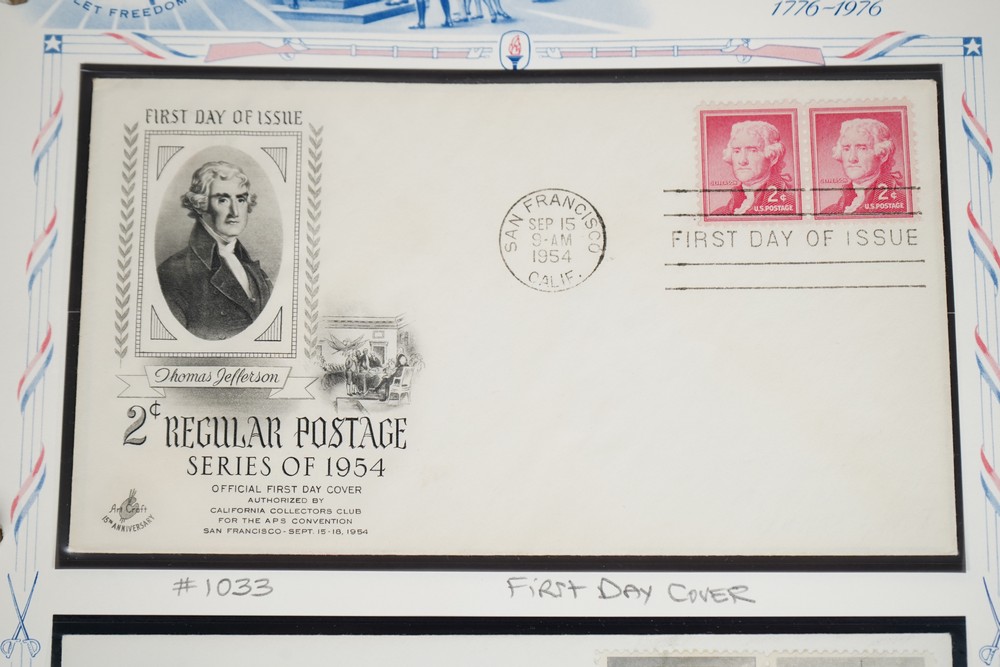 LET FREEDOM
1776-1976
FIRST DAY OF ISSUE
Thomas Jefferson
2¢ REGULAR POSTAGE
SERIES OF 1954
OFFICIAL FIRST DAY COVER
AUTHORIZED BY
CALIFORNIA COLLECTORS CLUB
FOR THE APS CONVENTION
SAN FRANCISCO - SEPT. 15-18, 1954
Art Craft
15TH ANNIVERSARY
SAN FRANCISCO
SEP 15
9-AM
1954
CALIF.
JEFFERSON
2¢
U.S. POSTAGE
JEFFERSON
2¢
U.S. POSTAGE
FIRST DAY OF ISSUE
#1033
FIRST DAY COVER